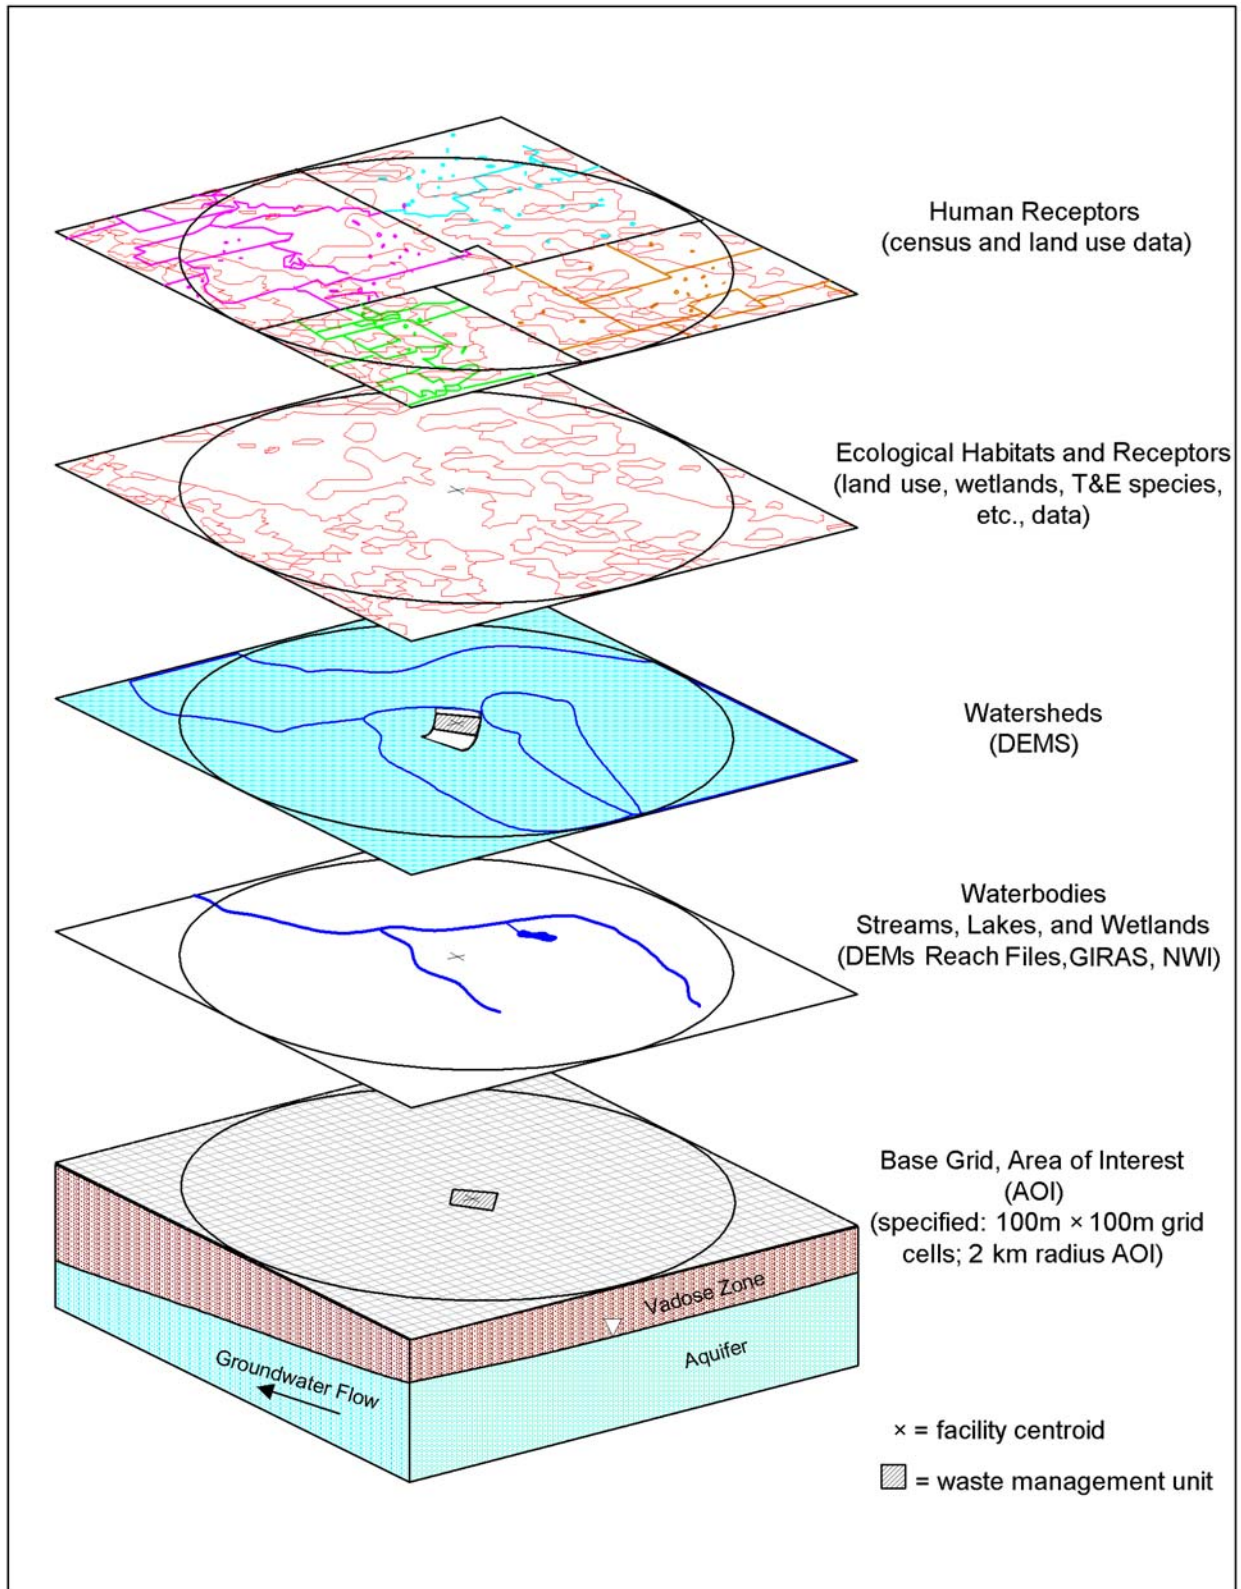 Human Receptors
(census and land use data)
Ecological Habitats and Receptors
(land use, wetlands, T&E species,
etc., data)
Watersheds
(DEMS)
Waterbodies
Streams, Lakes, and Wetlands
(DEMs Reach Files,GIRAS, NWI)
Base Grid, Area of Interest
(AOI)
(specified: 100m × 100m grid
cells; 2 km radius AOI)
Vadose Zone
Aquifer
Groundwater Flow
× = facility centroid
= waste management unit